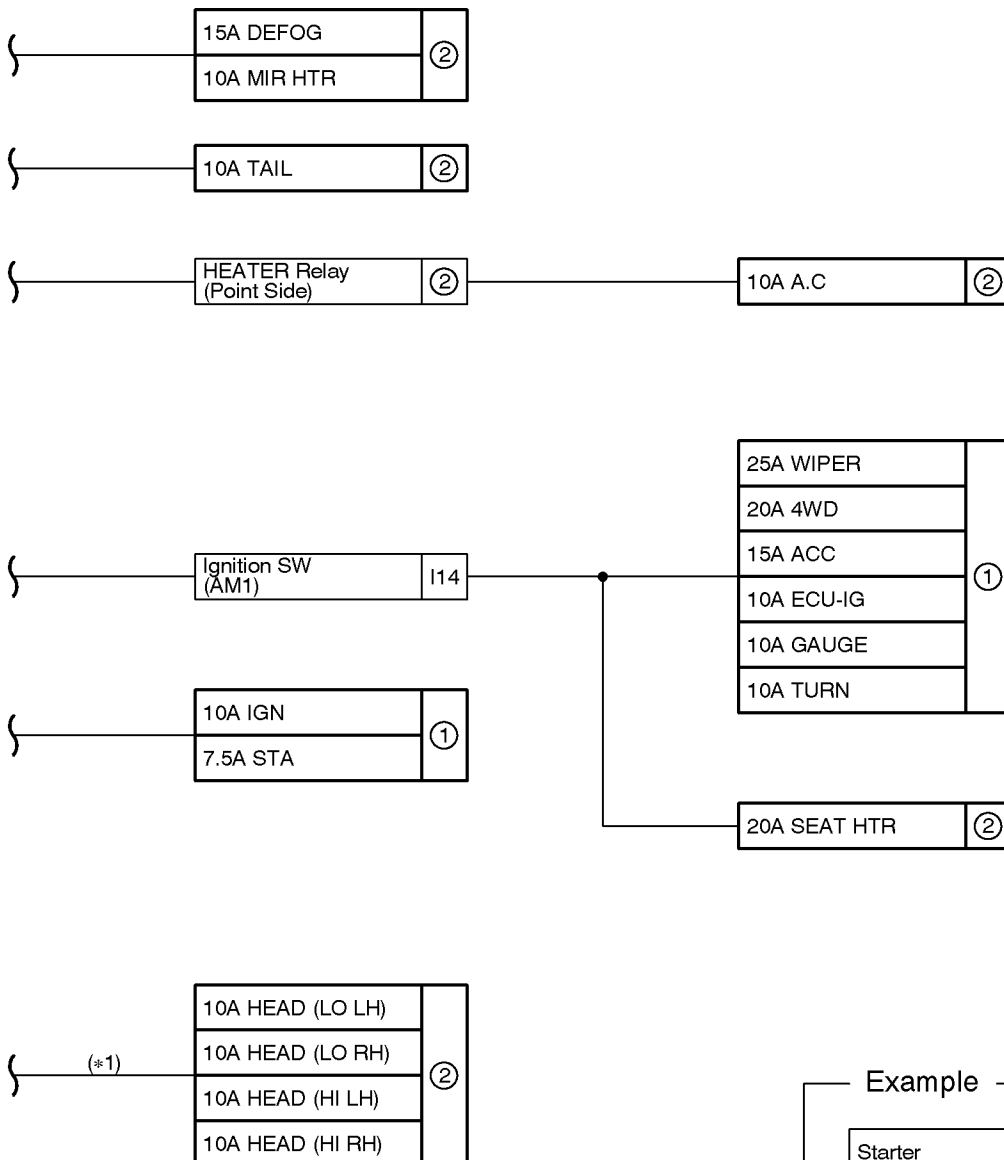 15A DEFOG
10A MIR HTR
②
10A TAIL
②
HEATER Relay
(Point Side)
②
10A A.C
②
25A WIPER
20A 4WD
15A ACC
10A ECU-IG
10A GAUGE
10A TURN
①
Ignition SW
(AM1)
I14
10A IGN
7.5A STA
①
20A SEAT HTR
②
(*1)
10A HEAD (LO LH)
10A HEAD (LO RH)
10A HEAD (HI LH)
10A HEAD (HI RH)
②
Example
Starter